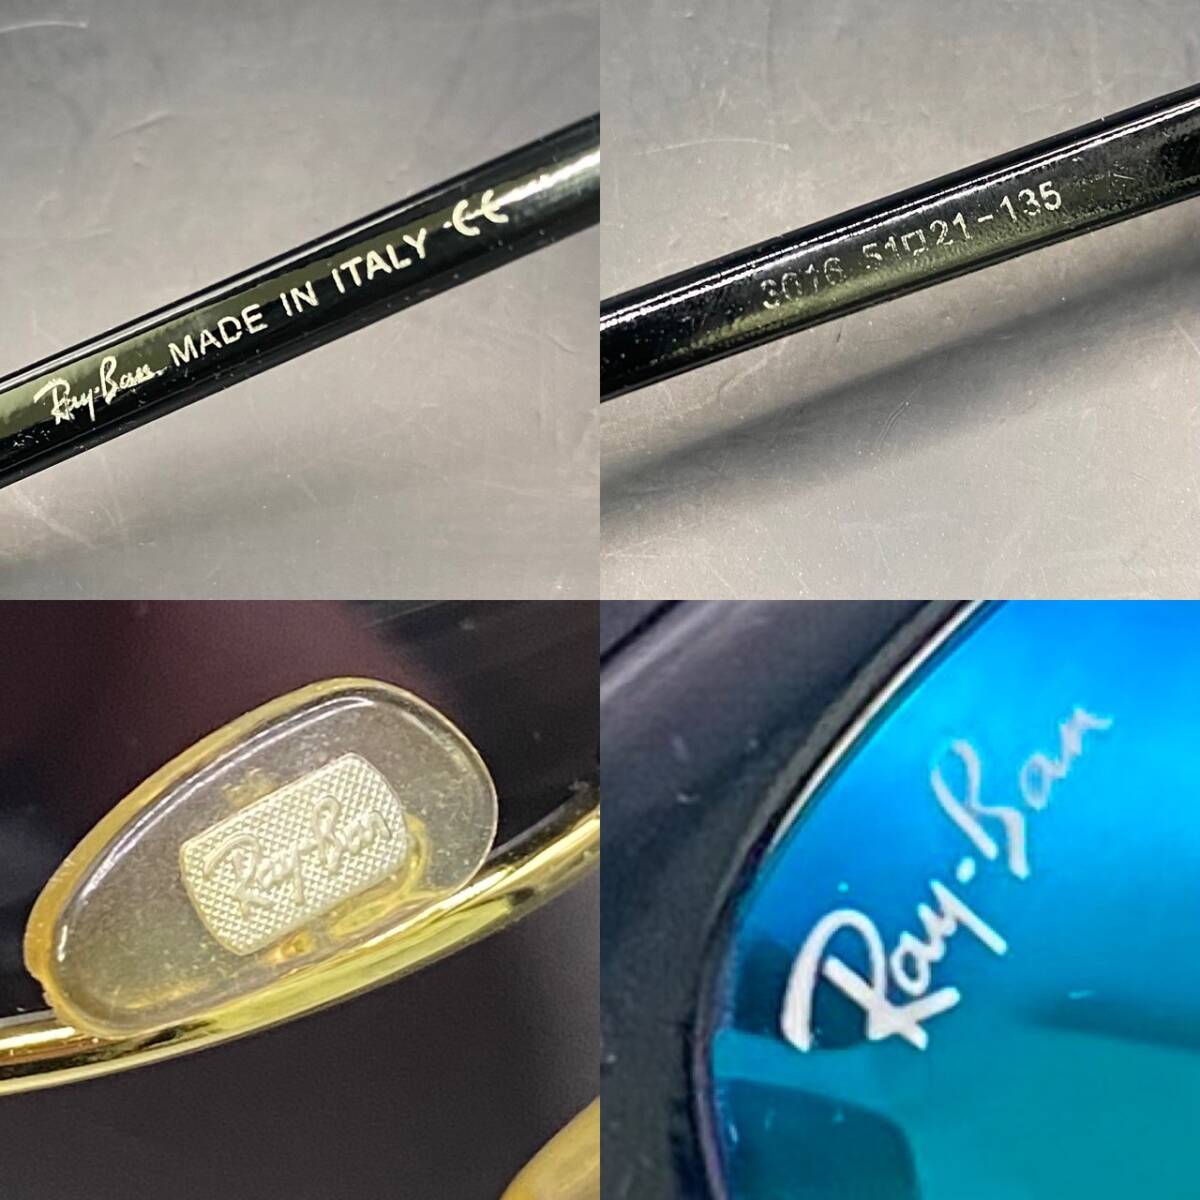 Ray-Ban MADE IN ITALY CE
3016 51□21-135
Ray-Ban
Ray-Ban